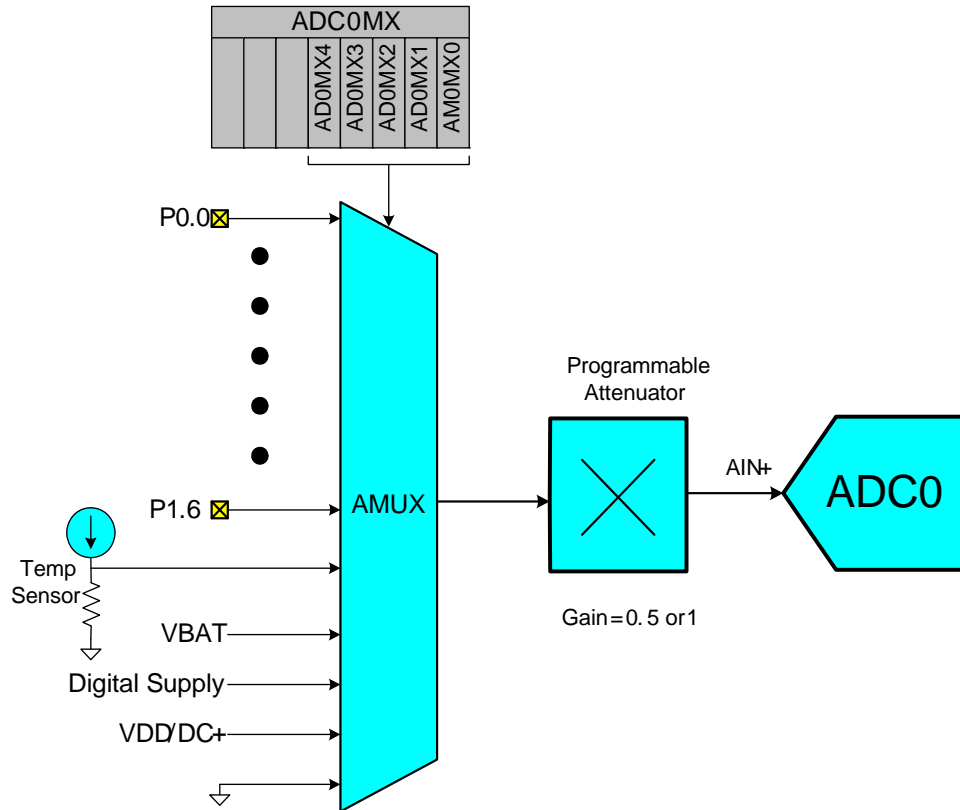 ADC0MX
AD0MX4
AD0MX3
AD0MX2
AD0MX1
AM0MX0
P0.0
Programmable
Attenuator
AIN+
P1.6
AMUX
ADC0
Temp
Sensor
Gain=0.5 or1
VBAT
Digital Supply
VDD/DC+